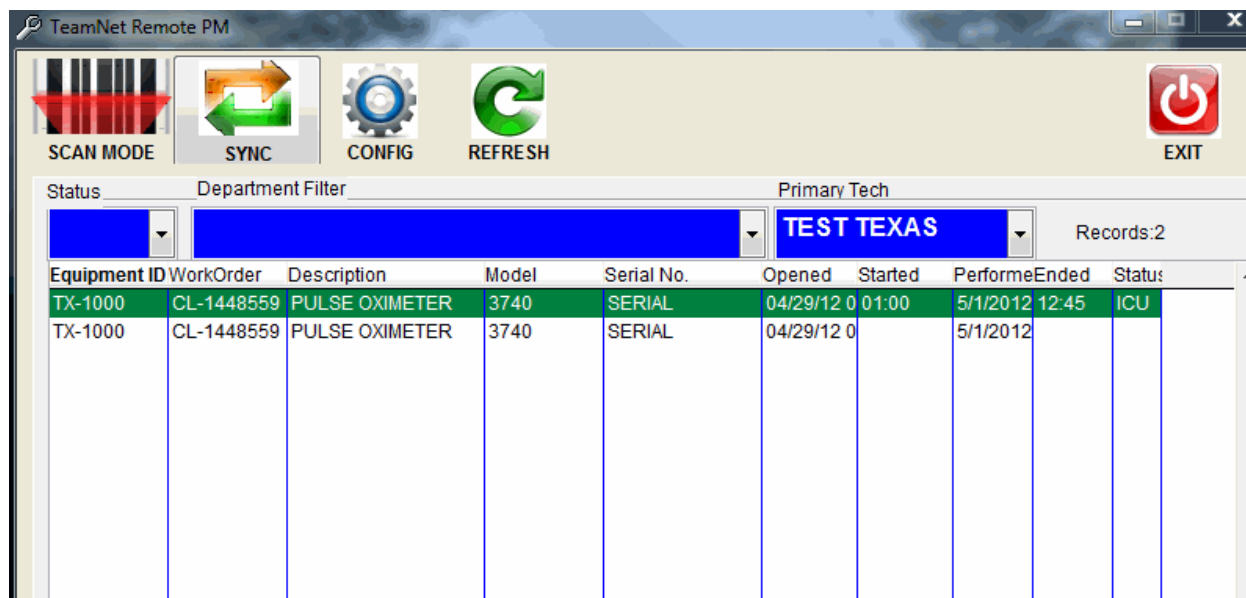 TeamNet Remote PM
SCAN MODE SYNC CONFIG REFRESH EXIT
Status Department Filter Primary Tech
TEST TEXAS Records:2
Equipment ID WorkOrder Description Model Serial No. Opened Started Performe Ended Status
TX-1000 CL-1448559 PULSE OXIMETER 3740 SERIAL 04/29/12 0 01:00 5/1/2012 12:45 ICU
TX-1000 CL-1448559 PULSE OXIMETER 3740 SERIAL 04/29/12 0 5/1/2012